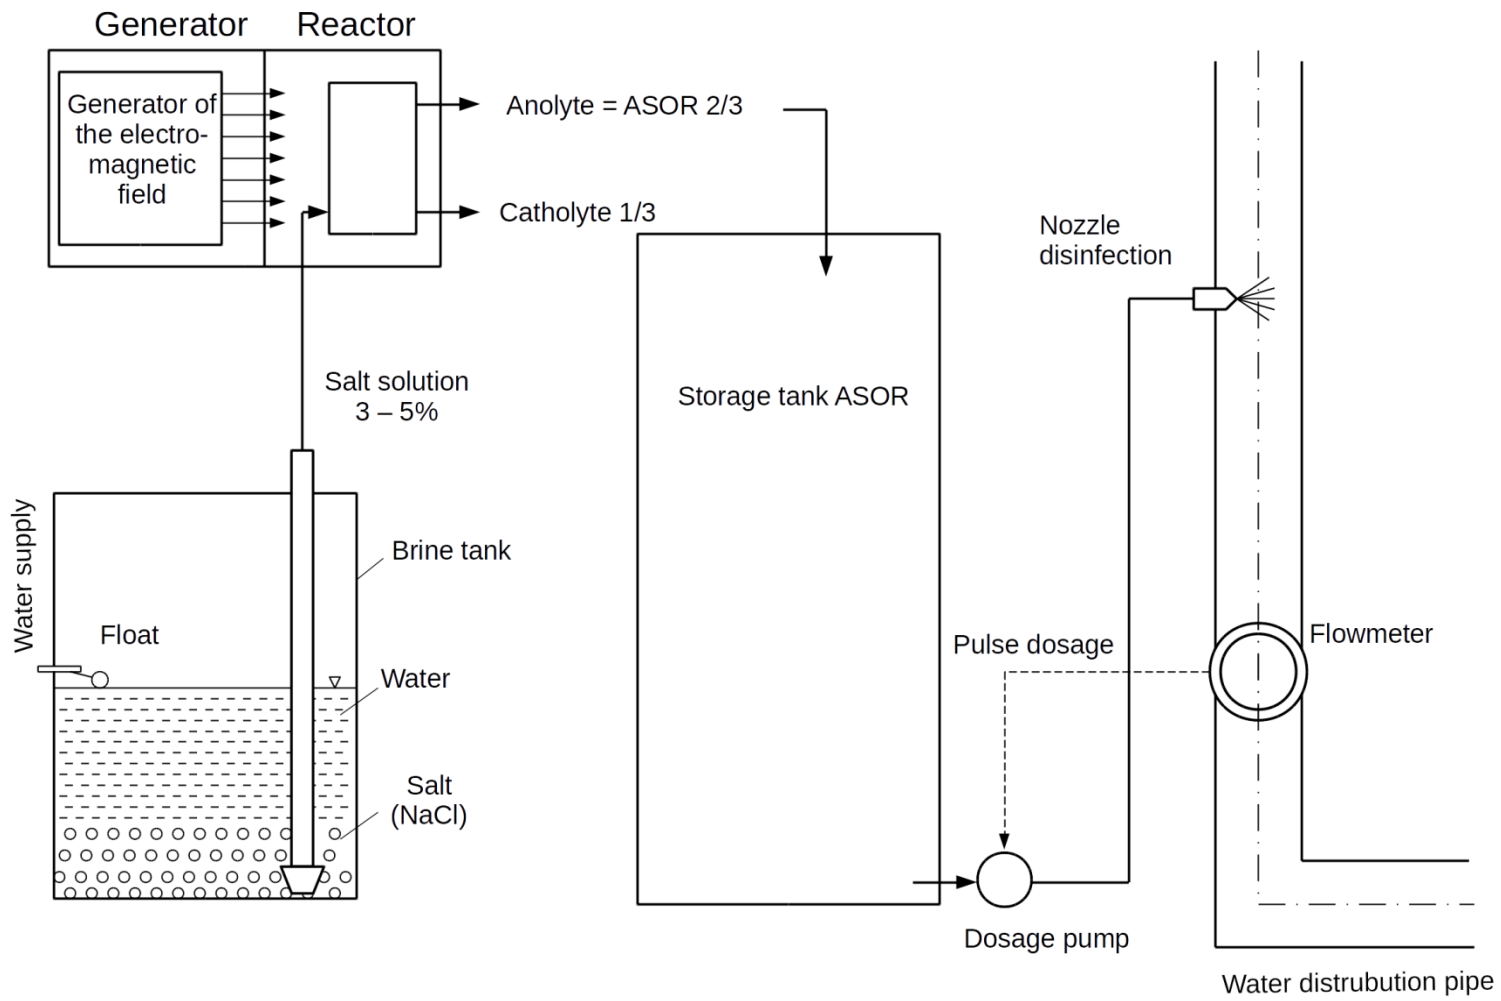 Generator
Reactor
Generator of
the electro-
magnetic
field
Anolyte = ASOR 2/3
Catholyte 1/3
Nozzle
disinfection
Salt solution
3 – 5%
Storage tank ASOR
Water supply
Brine tank
Float
Water
Salt
(NaCl)
Pulse dosage
Flowmeter
Dosage pump
Water distrubution pipe